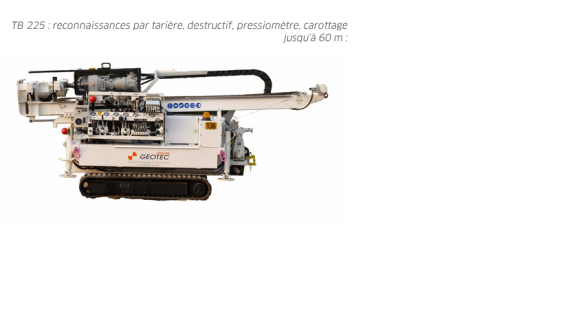 TB 225 : reconnaissances par tarière, destructif, pressiomètre, carottage
jusqu'à 60 m :
GEOTEC